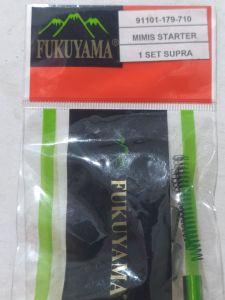 FUKUYAMA®
91101-179-710
MIMIS STARTER
1 SET SUPRA
FUKUYAMA